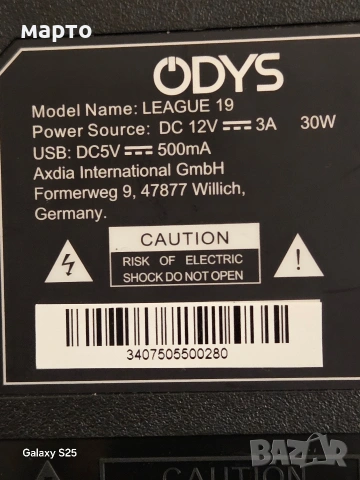 марто
ODYS
Model Name: LEAGUE 19
Power Source: DC 12V ⎓ 3A 30W
USB: DC5V ⎓ 500mA
Axdia International GmbH
Formerweg 9, 47877 Willich,
Germany.
CAUTION
RISK OF ELECTRIC
SHOCK DO NOT OPEN
3407505500280
Galaxy S25
BAZAR
CAUTION